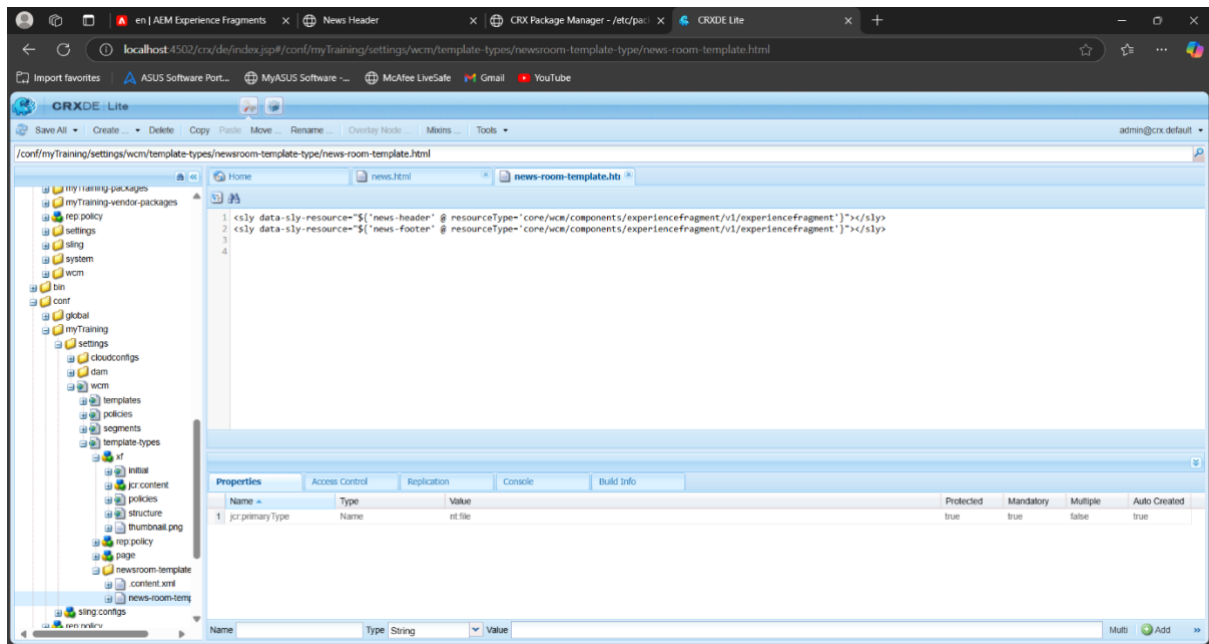 en | AEM Experience Fragments
News Header
CRX Package Manager - /etc/paci
CRXDE Lite
localhost:4502/crx/de/index.jsp#/conf/myTraining/settings/wcm/template-types/newsroom-template-type/news-room-template.html
Import favorites
ASUS Software Port...
MyASUS Software -...
McAfee LiveSafe
Gmail
YouTube
CRXDE Lite
Save All
Create ...
Delete
Copy
Paste
Move ...
Rename ...
Overlay Node ...
Mixins ...
Tools
admin@crx.default
/conf/myTraining/settings/wcm/template-types/newsroom-template-type/news-room-template.html
myTraining-packages
myTraining-vendor-packages
rep:policy
settings
sling
system
wcm
bin
conf
global
myTraining
settings
cloudconfigs
dam
wcm
templates
policies
segments
template-types
xf
initial
jcr:content
policies
structure
thumbnail.png
rep:policy
page
newsroom-template
.content.xml
news-room-temp
sling:configs
rep:policy
Home
news.html
news-room-template.ht
1 <sly data-sly-resource="${'news-header' @ resourceType='core/wcm/components/experiencefragment/v1/experiencefragment'}"></sly>
2 <sly data-sly-resource="${'news-footer' @ resourceType='core/wcm/components/experiencefragment/v1/experiencefragment'}"></sly>
3
4
Properties
Access Control
Replication
Console
Build Info
Name Type Value Protected Mandatory Multiple Auto Created
1 jcr:primaryType Name nt:file true true false true
Name Type String Value Multi Add